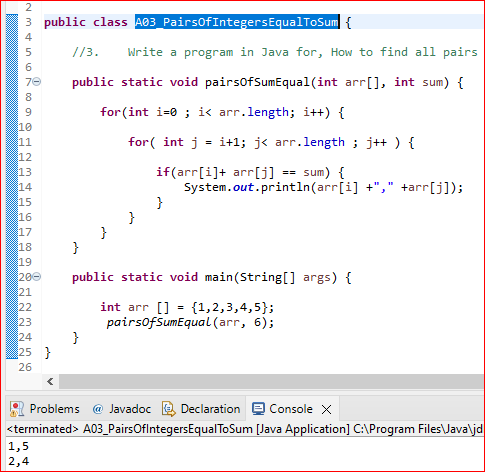 2
3 public class A03_PairsOfIntegersEqualToSum {
4
5 //3. Write a program in Java for, How to find all pairs
6
7 public static void pairsOfSumEqual(int arr[], int sum) {
8
9 for(int i=0 ; i< arr.length; i++) {
10
11 for( int j = i+1; j< arr.length ; j++ ) {
12
13 if(arr[i]+ arr[j] == sum) {
14 System.out.println(arr[i] +"," +arr[j]);
15 }
16 }
17 }
18 }
19
20 public static void main(String[] args) {
21
22 int arr [] = {1,2,3,4,5};
23 pairsOfSumEqual(arr, 6);
24 }
25 }
26
Problems @ Javadoc Declaration Console
<terminated> A03_PairsOfIntegersEqualToSum [Java Application] C:\Program Files\Java\jd
1,5
2,4